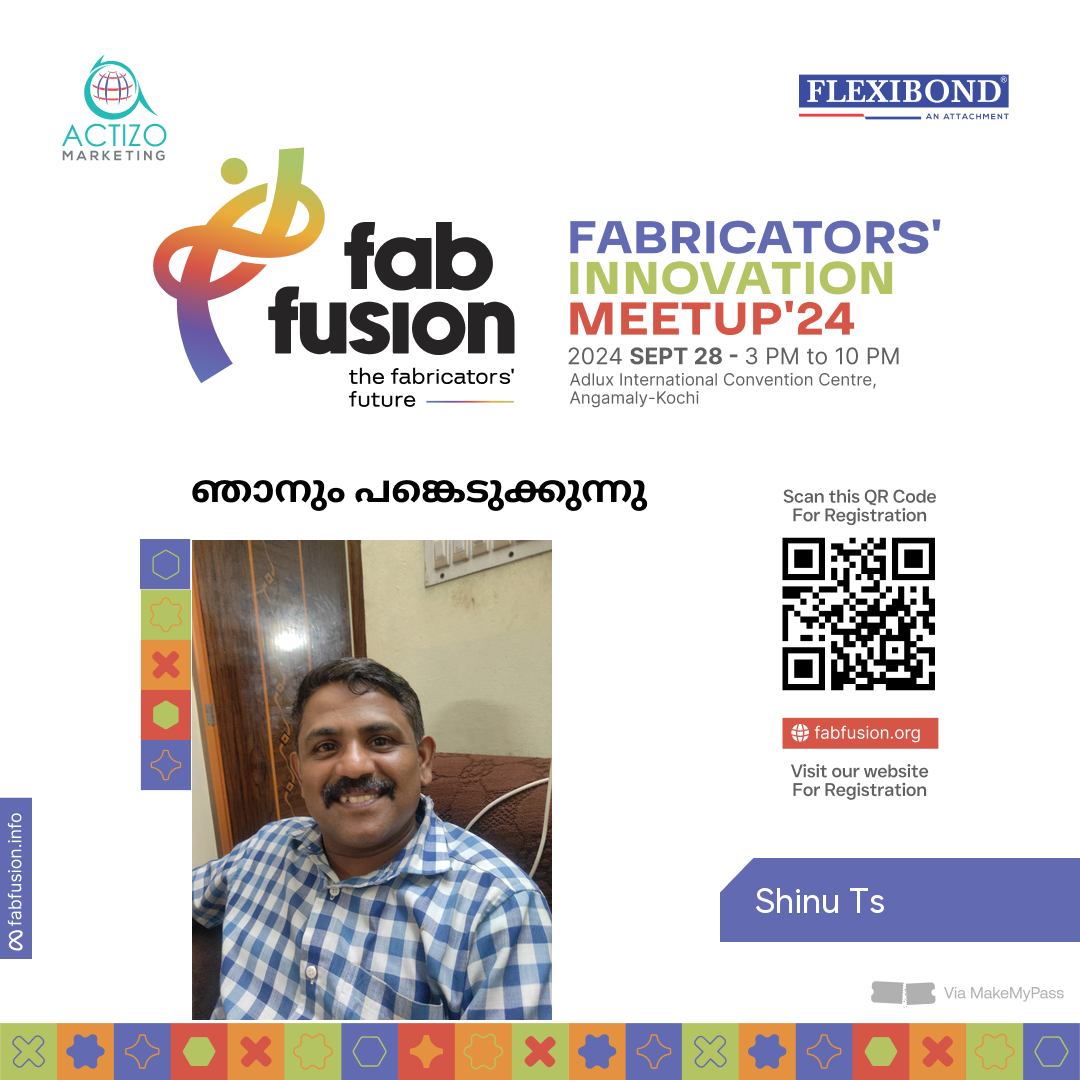 ACTIZO
MARKETING
FLEXIBOND®
AN ATTACHMENT
fab
fusion
the fabricators'
future
FABRICATORS'
INNOVATION
MEETUP'24
2024 SEPT 28 - 3 PM to 10 PM
Adlux International Convention Centre,
Angamaly-Kochi
ഞാനും പങ്കെടുക്കുന്നു
Scan this QR Code
For Registration
fabfusion.org
Visit our website
For Registration
fabfusion.info
Shinu Ts
Via MakeMyPass